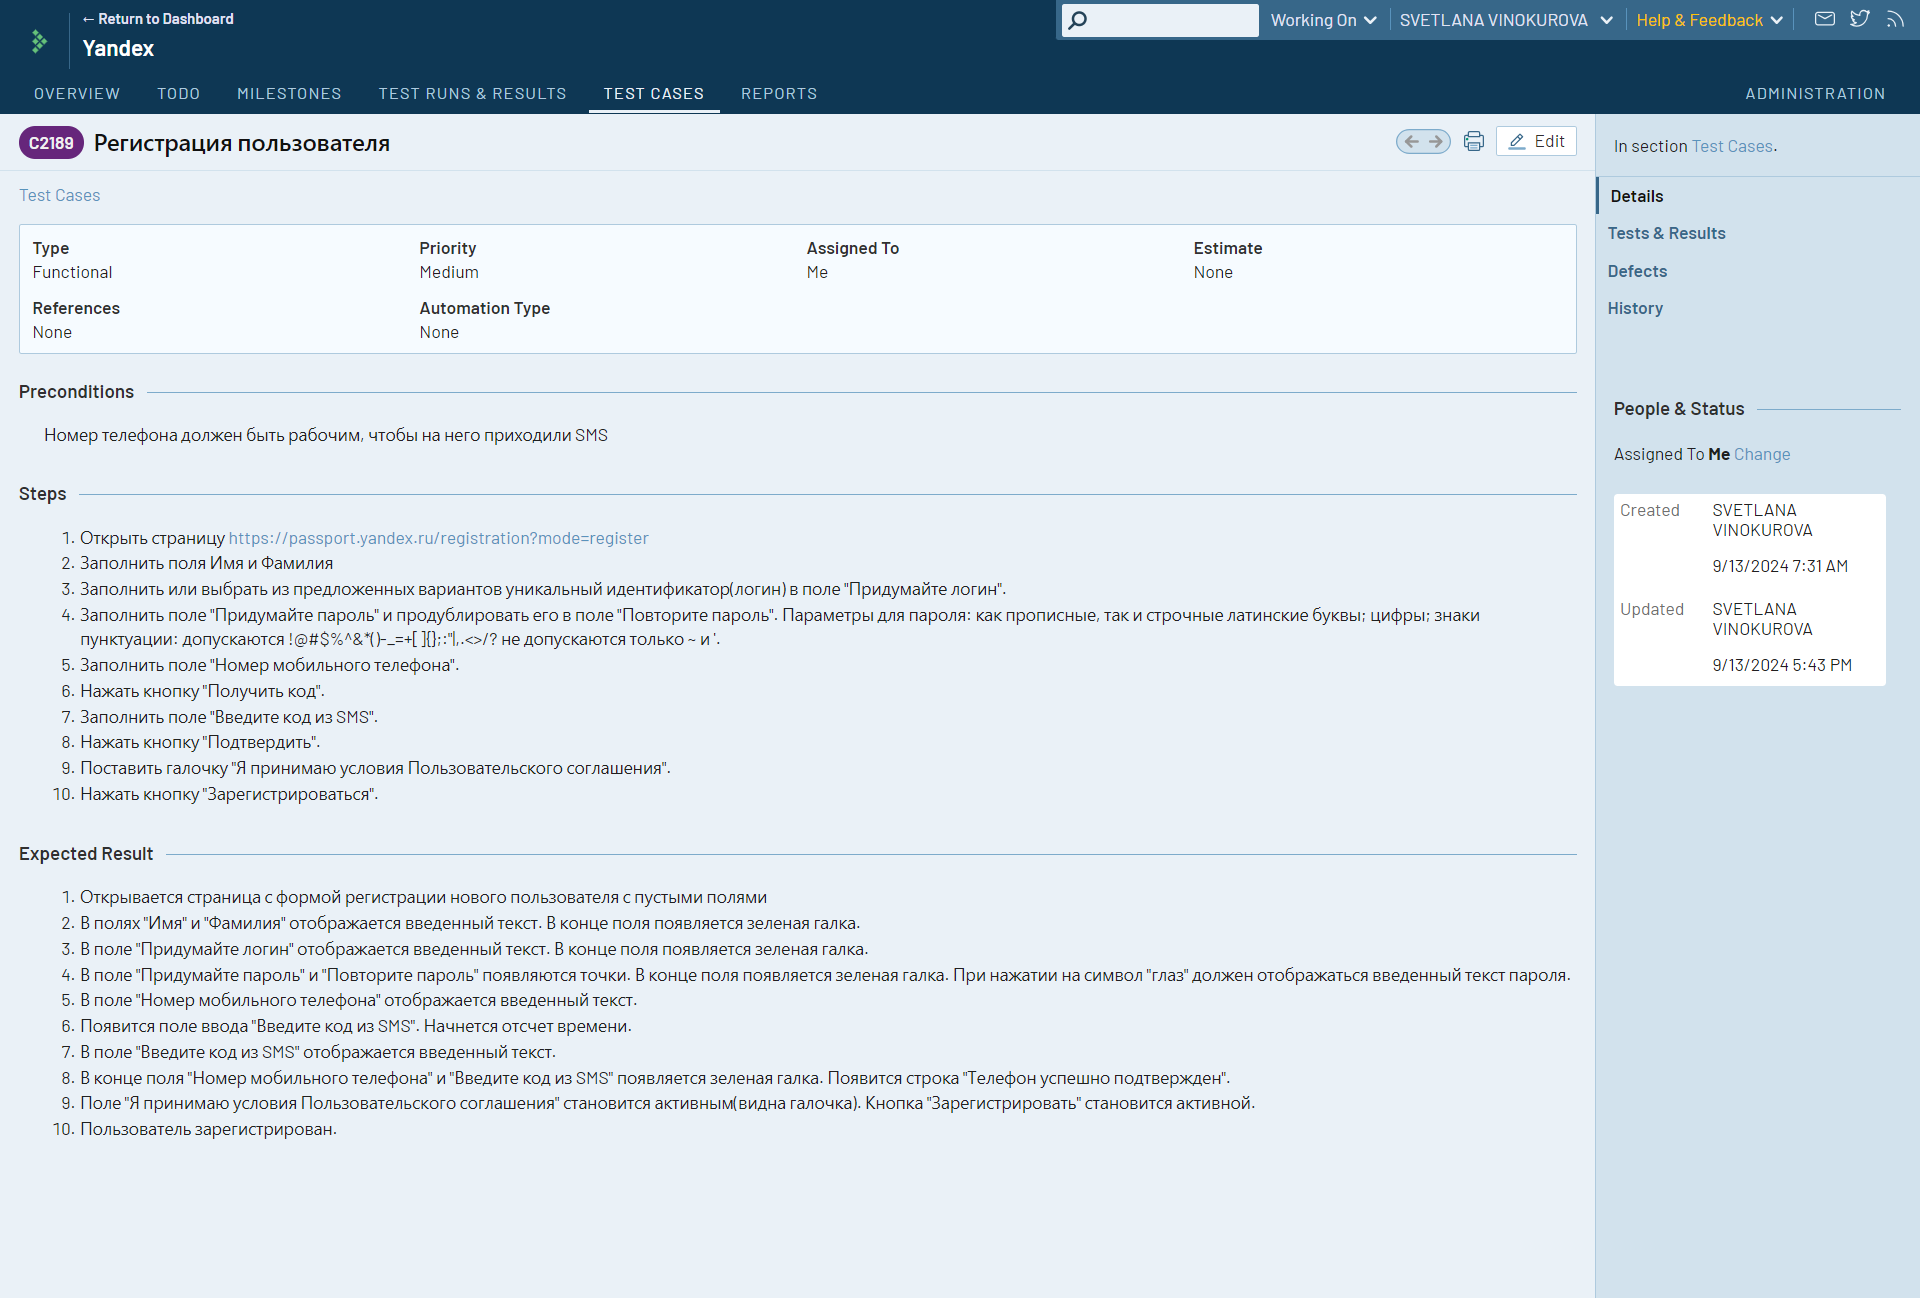 ← Return to Dashboard
Yandex
Working On
SVETLANA VINOKUROVA
Help & Feedback
OVERVIEW
TODO
MILESTONES
TEST RUNS & RESULTS
TEST CASES
REPORTS
ADMINISTRATION
C2189 Регистрация пользователя
Edit
Test Cases
Type
Functional
Priority
Medium
Assigned To
Me
Estimate
None
References
None
Automation Type
None
Preconditions
Номер телефона должен быть рабочим, чтобы на него приходили SMS
Steps
1. Открыть страницу https://passport.yandex.ru/registration?mode=register
2. Заполнить поля Имя и Фамилия
3. Заполнить или выбрать из предложенных вариантов уникальный идентификатор(логин) в поле "Придумайте логин".
4. Заполнить поле "Придумайте пароль" и продублировать его в поле "Повторите пароль". Параметры для пароля: как прописные, так и строчные латинские буквы; цифры; знаки
пунктуации: допускаются !@#$%^&*()-_=+[ ]{};:"|,.<>/? не допускаются только ~ и '.
5. Заполнить поле "Номер мобильного телефона".
6. Нажать кнопку "Получить код".
7. Заполнить поле "Введите код из SMS".
8. Нажать кнопку "Подтвердить".
9. Поставить галочку "Я принимаю условия Пользовательского соглашения".
10. Нажать кнопку "Зарегистрироваться".
Expected Result
1. Открывается страница с формой регистрации нового пользователя с пустыми полями
2. В полях "Имя" и "Фамилия" отображается введенный текст. В конце поля появляется зеленая галка.
3. В поле "Придумайте логин" отображается введенный текст. В конце поля появляется зеленая галка.
4. В поле "Придумайте пароль" и "Повторите пароль" появляются точки. В конце поля появляется зеленая галка. При нажатии на символ "глаз" должен отображаться введенный текст пароля.
5. В поле "Номер мобильного телефона" отображается введенный текст.
6. Появится поле ввода "Введите код из SMS". Начнется отсчет времени.
7. В поле "Введите код из SMS" отображается введенный текст.
8. В конце поля "Номер мобильного телефона" и "Введите код из SMS" появляется зеленая галка. Появится строка "Телефон успешно подтвержден".
9. Поле "Я принимаю условия Пользовательского соглашения" становится активным(видна галочка). Кнопка "Зарегистрировать" становится активной.
10. Пользователь зарегистрирован.
In section Test Cases.
Details
Tests & Results
Defects
History
People & Status
Assigned To Me Change
Created SVETLANA
VINOKUROVA
9/13/2024 7:31 AM
Updated SVETLANA
VINOKUROVA
9/13/2024 5:43 PM